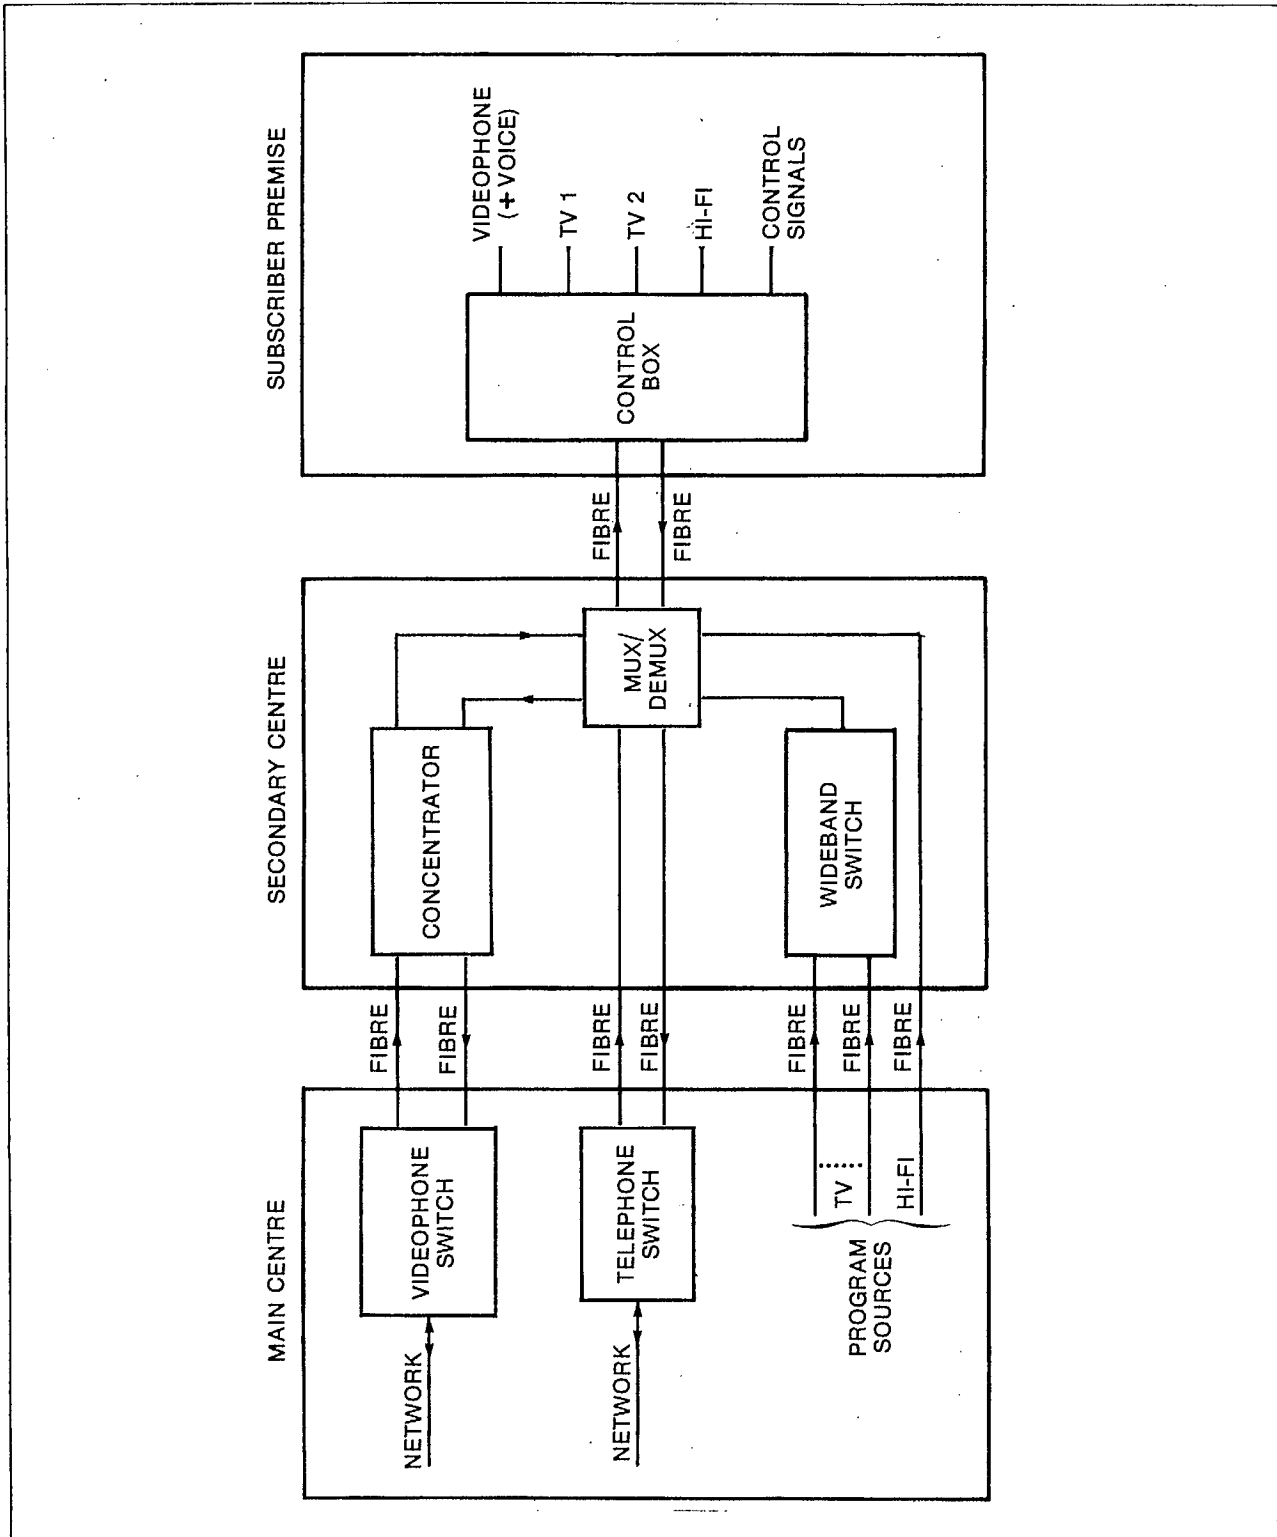 MAIN CENTRE
NETWORK
VIDEOPHONE
SWITCH
NETWORK
TELEPHONE
SWITCH
PROGRAM
SOURCES
TV
HI-FI
FIBRE
FIBRE
FIBRE
FIBRE
FIBRE
FIBRE
FIBRE
SECONDARY CENTRE
CONCENTRATOR
MUX/
DEMUX
WIDEBAND
SWITCH
FIBRE
FIBRE
SUBSCRIBER PREMISE
CONTROL
BOX
VIDEOPHONE
(+ VOICE)
TV 1
TV 2
HI-FI
CONTROL
SIGNALS